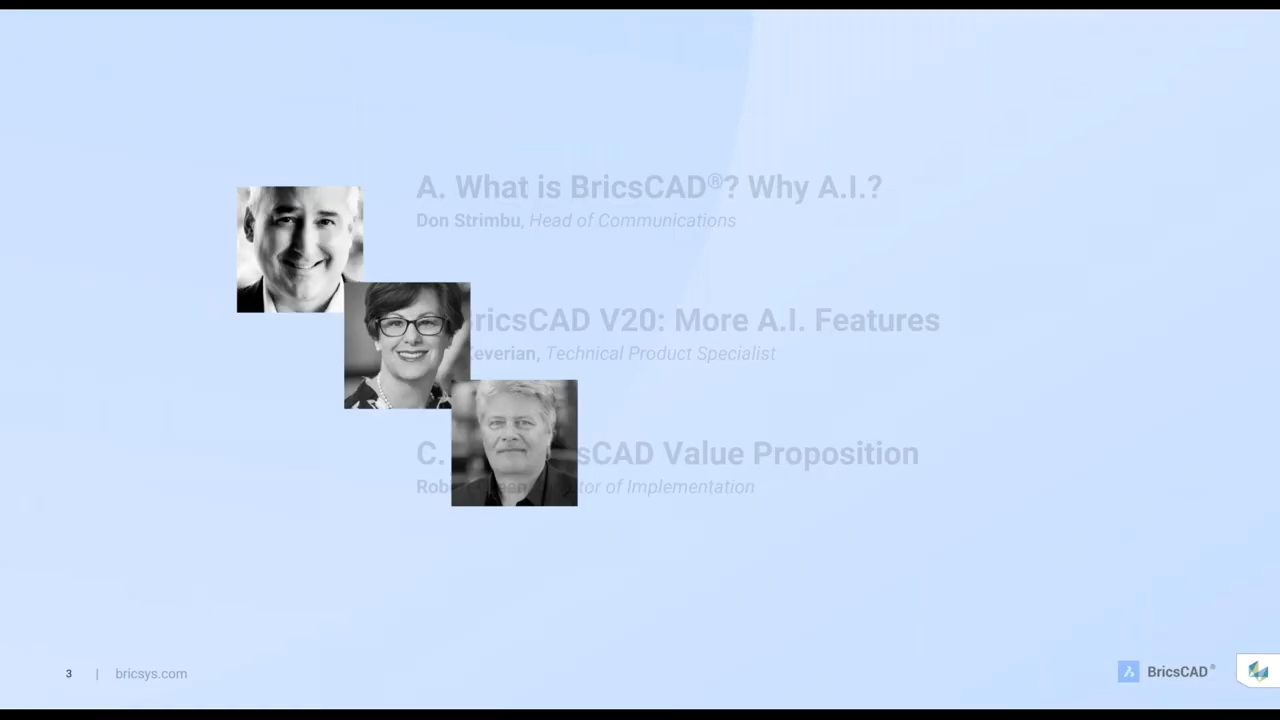 A. What is BricsCAD®? Why A.I.?
Don Strimbu, Head of Communications
ricsCAD V20: More A.I. Features
everian, Technical Product Specialist
C. sCAD Value Proposition
Rob tor of Implementation
3 | bricsys.com
BricsCAD®